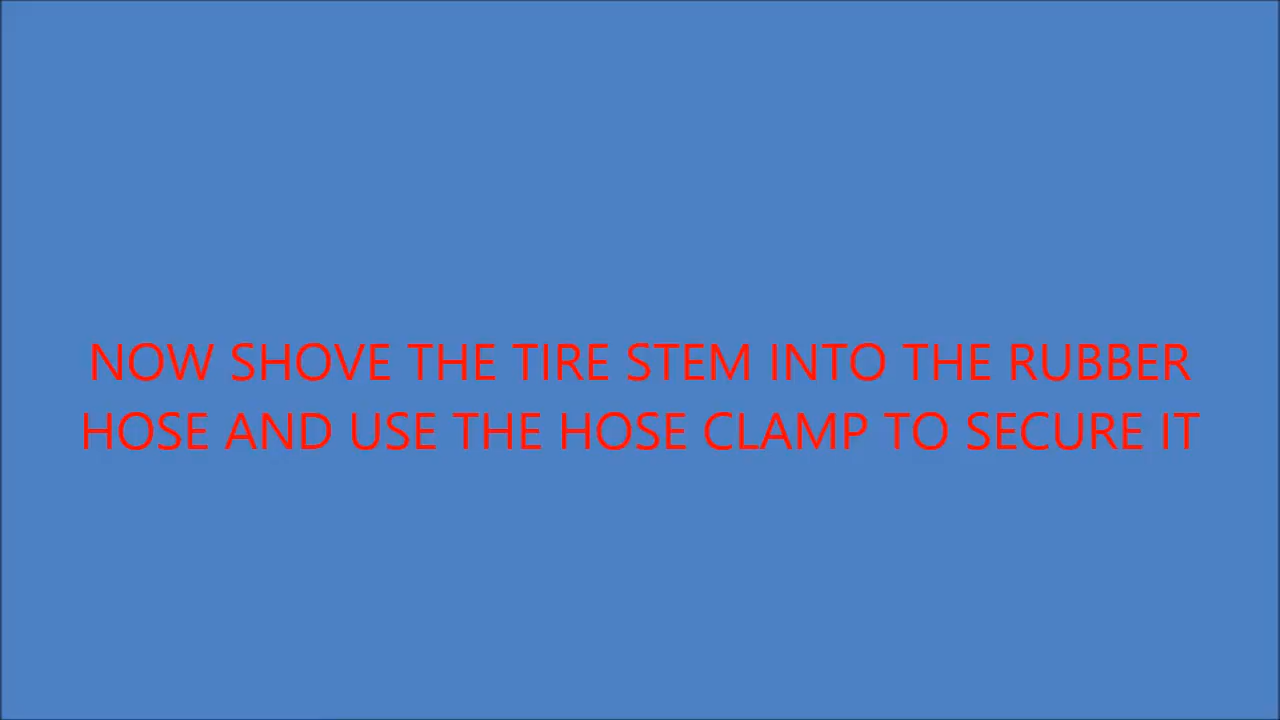 NOW SHOVE THE TIRE STEM INTO THE RUBBER
HOSE AND USE THE HOSE CLAMP TO SECURE IT